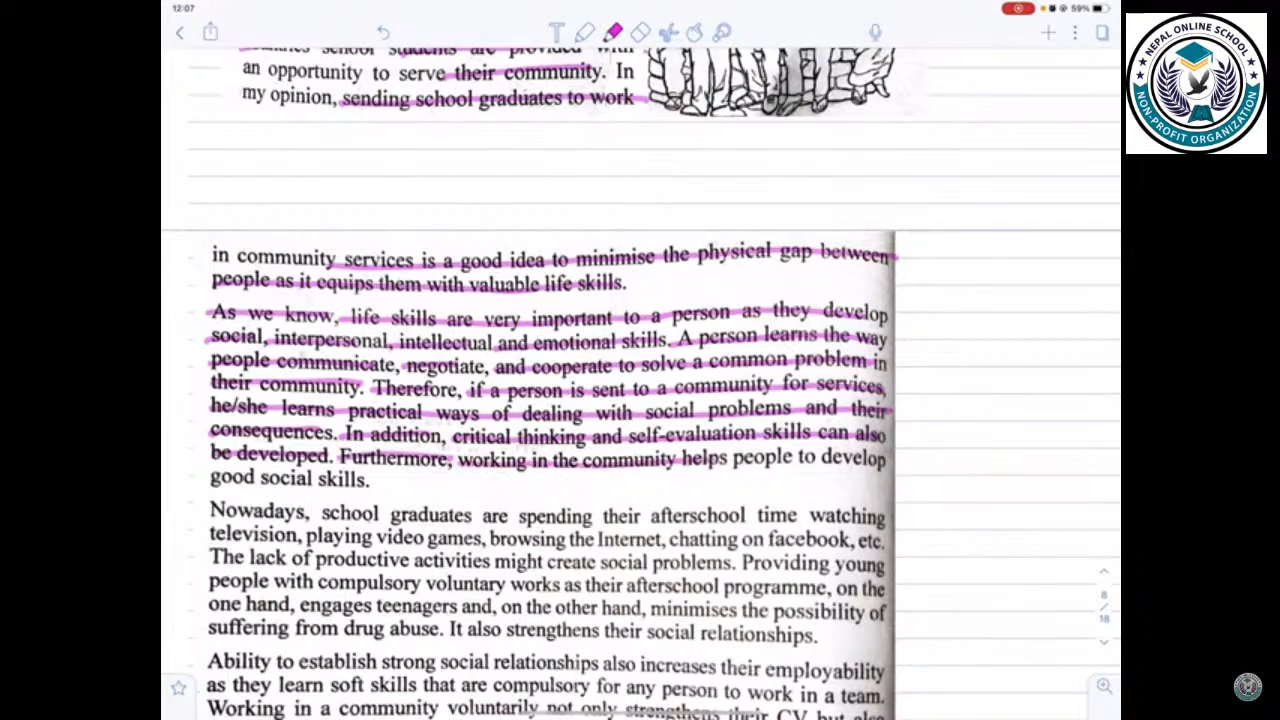 12:07
59%
school students are provided with
an opportunity to serve their community. In
my opinion, sending school graduates to work
in community services is a good idea to minimise the physical gap between
people as it equips them with valuable life skills.
As we know, life skills are very important to a person as they develop
social, interpersonal, intellectual and emotional skills. A person learns the way
people communicate, negotiate, and cooperate to solve a common problem in
their community. Therefore, if a person is sent to a community for services,
he/she learns practical ways of dealing with social problems and their
consequences. In addition, critical thinking and self-evaluation skills can also
be developed. Furthermore, working in the community helps people to develop
good social skills.
Nowadays, school graduates are spending their afterschool time watching
television, playing video games, browsing the Internet, chatting on facebook, etc.
The lack of productive activities might create social problems. Providing young
people with compulsory voluntary works as their afterschool programme, on the
one hand, engages teenagers and, on the other hand, minimises the possibility of
suffering from drug abuse. It also strengthens their social relationships.
Ability to establish strong social relationships also increases their employability
as they learn soft skills that are compulsory for any person to work in a team.
Working in a community voluntarily not only strengthens their CV but also
8
/
18
NEPAL ONLINE SCHOOL
NON-PROFIT ORGANIZATION